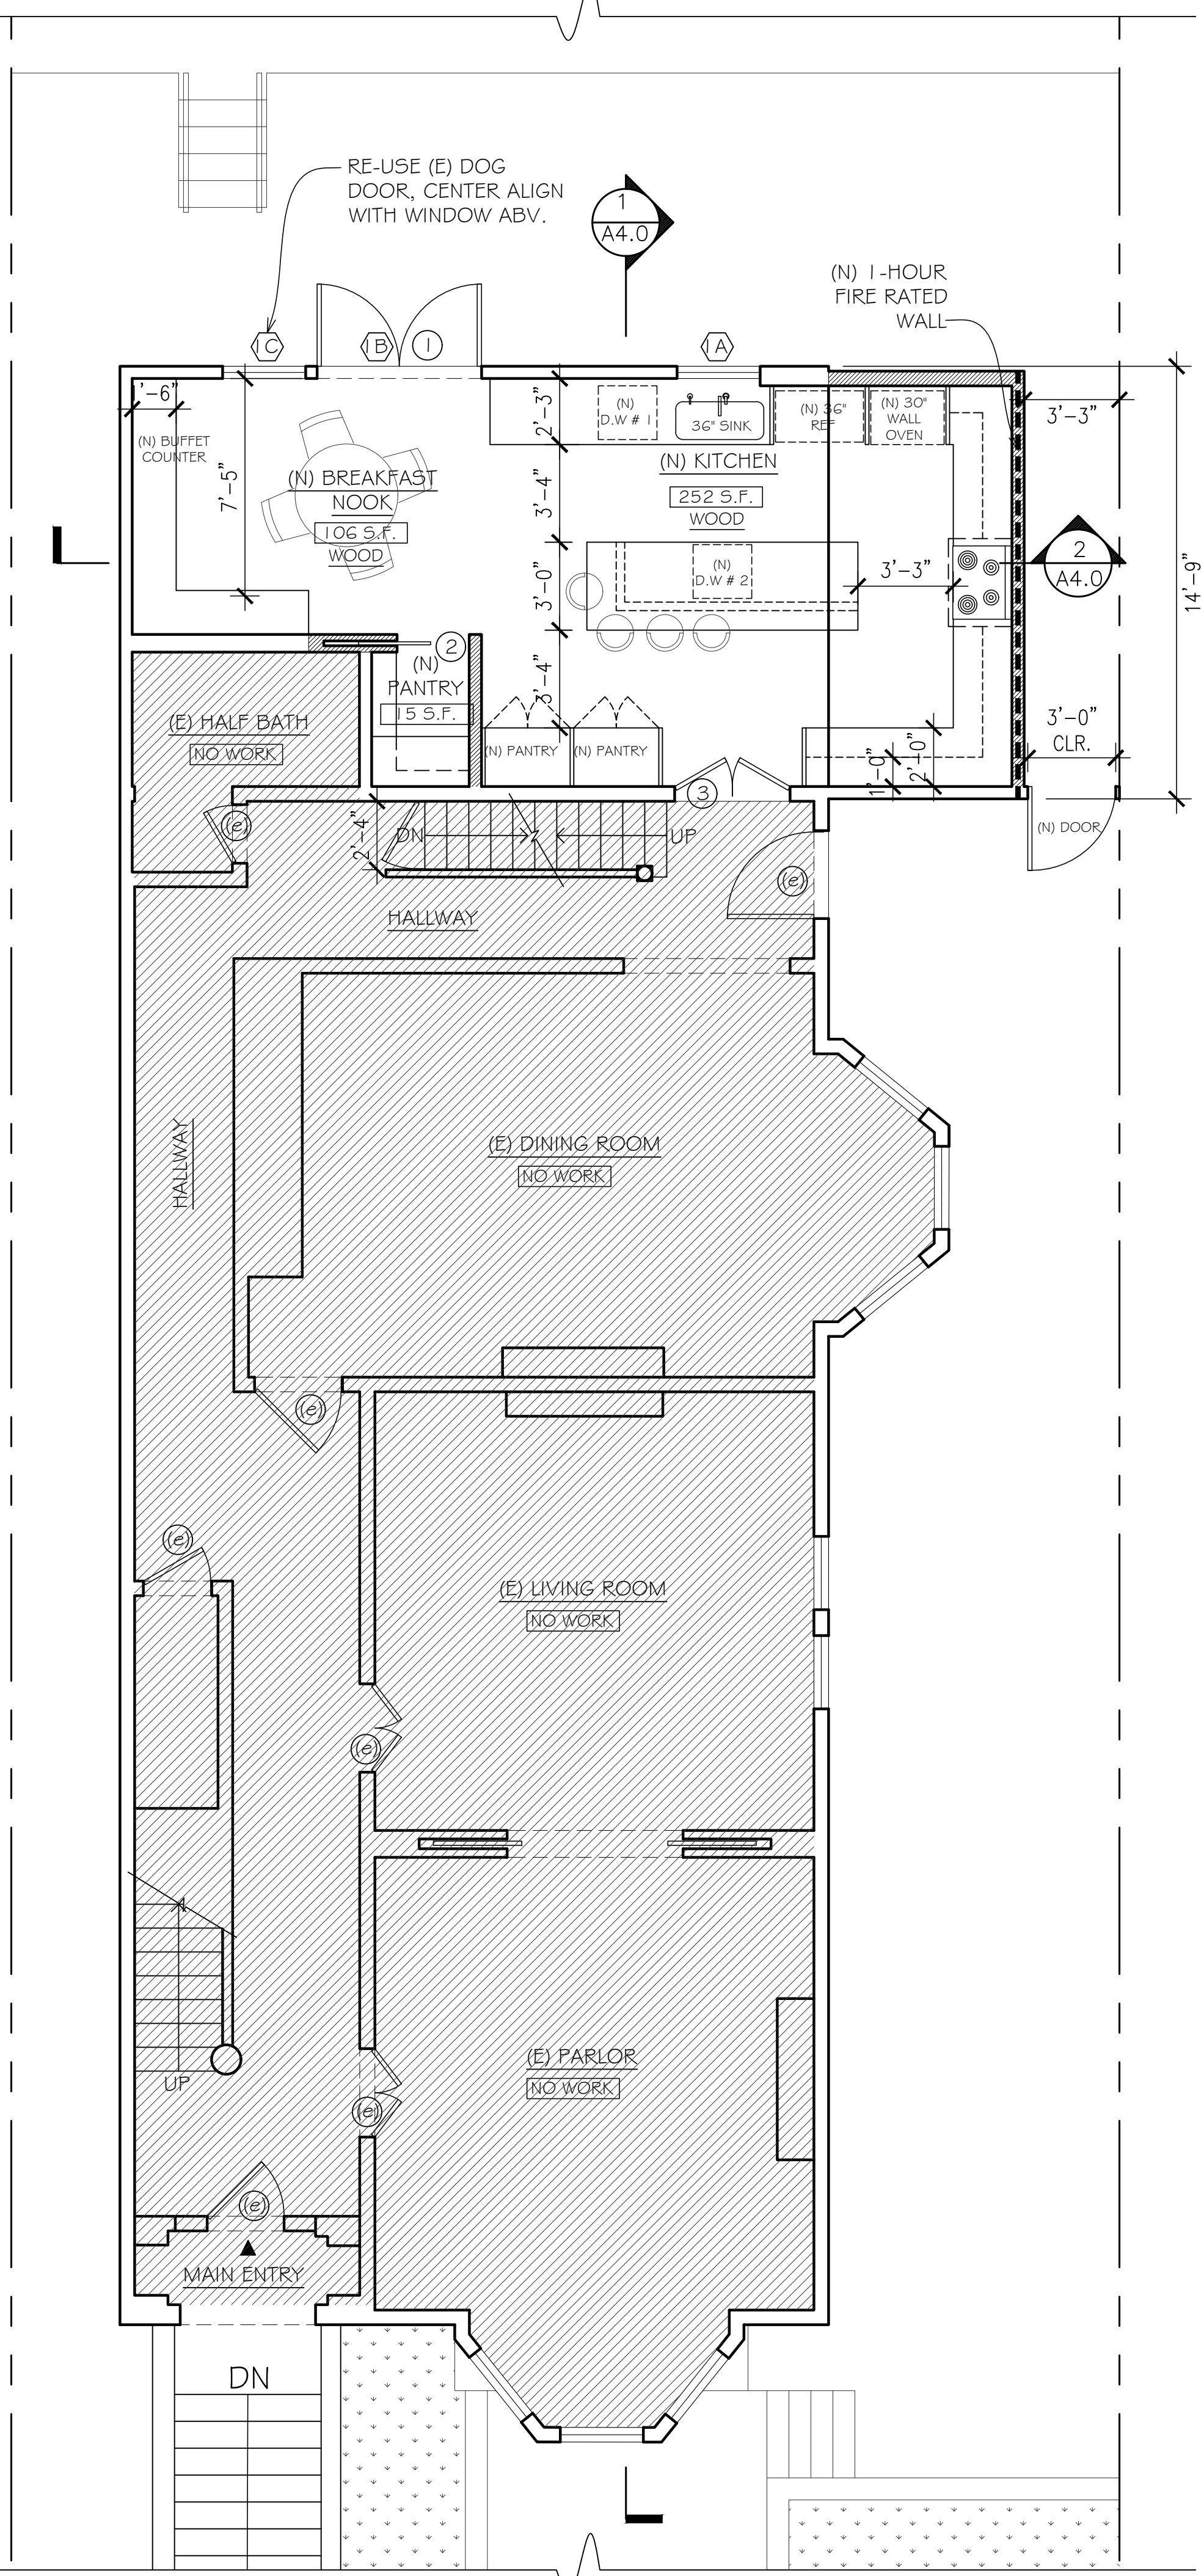 RE-USE (E) DOG
DOOR, CENTER ALIGN
WITH WINDOW ABV.
1
A4.0
(N) 1-HOUR
FIRE RATED
WALL
1C
1B
1
1A
'-6"
(N) BUFFET
COUNTER
7'-5"
(N) BREAKFAST
NOOK
106 S.F.
WOOD
2'-3"
3'-4"
3'-0"
3'-4"
(N)
D.W # 1
36" SINK
(N) 36"
REF
(N) 30"
WALL
OVEN
3'-3"
(N) KITCHEN
252 S.F.
WOOD
(N)
D.W # 2
3'-3"
2
A4.0
14'-9"
2
(N)
PANTRY
15 S.F.
(N) PANTRY
(N) PANTRY
(E) HALF BATH
NO WORK
3'-0"
CLR.
1'-0"
2'-0"
3
(N) DOOR
(e)
2'-4"
DN
UP
(e)
HALLWAY
HALLWAY
(E) DINING ROOM
NO WORK
(e)
(e)
(E) LIVING ROOM
NO WORK
(e)
UP
(E) PARLOR
NO WORK
(e)
(e)
MAIN ENTRY
DN